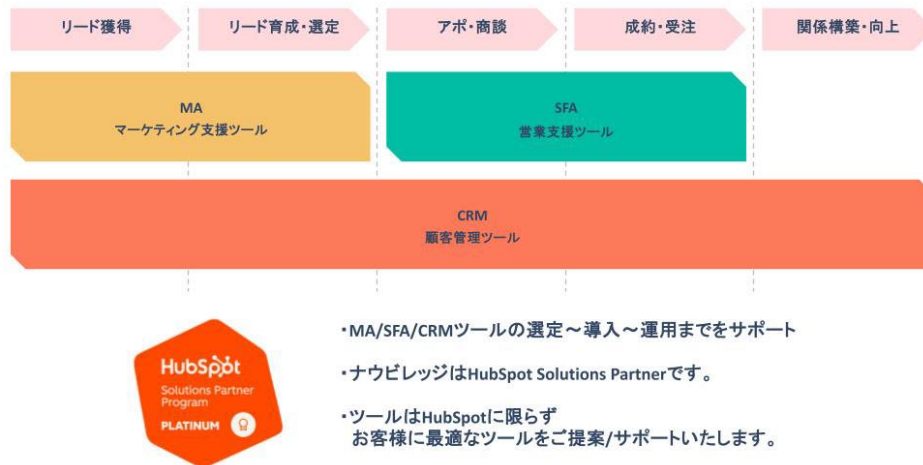 リード獲得
リード育成・選定
アポ・商談
成約・受注
関係構築・向上
MA
マーケティング支援ツール
SFA
営業支援ツール
CRM
顧客管理ツール
HubSpot
Solutions Partner
Program
PLATINUM
・MA/SFA/CRMツールの選定～導入～運用までをサポート
・ナウビレッジはHubSpot Solutions Partnerです。
・ツールはHubSpotに限らず
お客様に最適なツールをご提案/サポートいたします。